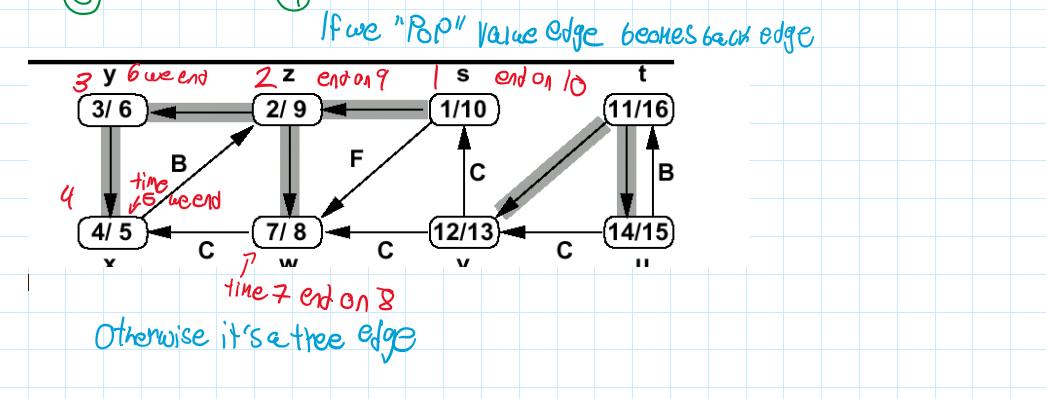 If we "POP" value edge becomes back edge
3 y 6 we end 2 z end on 9 1 s end on 10 t
3/ 6 2/ 9 1/10 11/16
B F C B
time
4 5 we end
4/ 5 7/ 8 12/13 14/15
C C C
x w v u
time 7 end on 8
Otherwise it's a tree edge